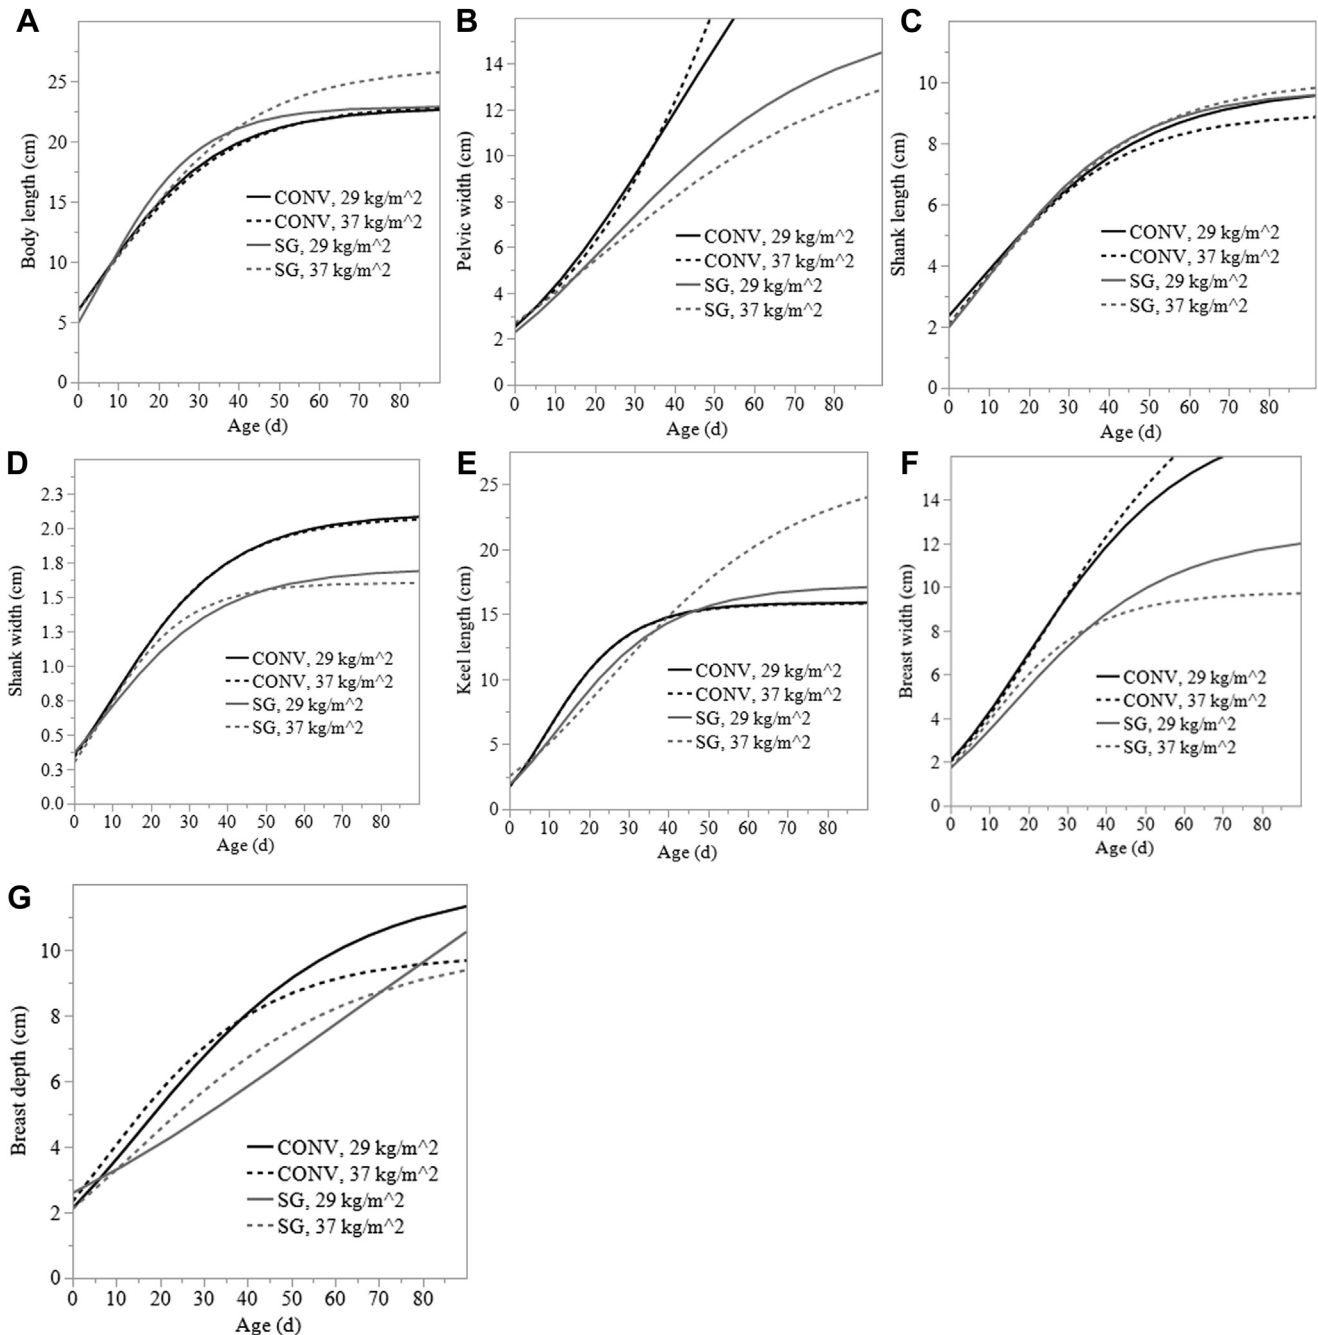 A
Body length (cm)
25
20
15
10
5
0
CONV, 29 kg/m^2
CONV, 37 kg/m^2
SG, 29 kg/m^2
SG, 37 kg/m^2
0 10 20 30 40 50 60 70 80
Age (d)
B
Pelvic width (cm)
14
12
10
8
6
4
2
0
CONV, 29 kg/m^2
CONV, 37 kg/m^2
SG, 29 kg/m^2
SG, 37 kg/m^2
0 10 20 30 40 50 60 70 80
Age (d)
C
Shank length (cm)
10
8
6
4
2
0
CONV, 29 kg/m^2
CONV, 37 kg/m^2
SG, 29 kg/m^2
SG, 37 kg/m^2
0 10 20 30 40 50 60 70 80
Age (d)
D
Shank width (cm)
2.3
2.0
1.8
1.5
1.3
1.0
0.8
0.5
0.3
0.0
CONV, 29 kg/m^2
CONV, 37 kg/m^2
SG, 29 kg/m^2
SG, 37 kg/m^2
0 10 20 30 40 50 60 70 80
Age (d)
E
Keel length (cm)
25
20
15
10
5
0
CONV, 29 kg/m^2
CONV, 37 kg/m^2
SG, 29 kg/m^2
SG, 37 kg/m^2
0 10 20 30 40 50 60 70 80
Age (d)
F
Breast width (cm)
14
12
10
8
6
4
2
0
CONV, 29 kg/m^2
CONV, 37 kg/m^2
SG, 29 kg/m^2
SG, 37 kg/m^2
0 10 20 30 40 50 60 70 80
Age (d)
G
Breast depth (cm)
10
8
6
4
2
0
CONV, 29 kg/m^2
CONV, 37 kg/m^2
SG, 29 kg/m^2
SG, 37 kg/m^2
0 10 20 30 40 50 60 70 80
Age (d)